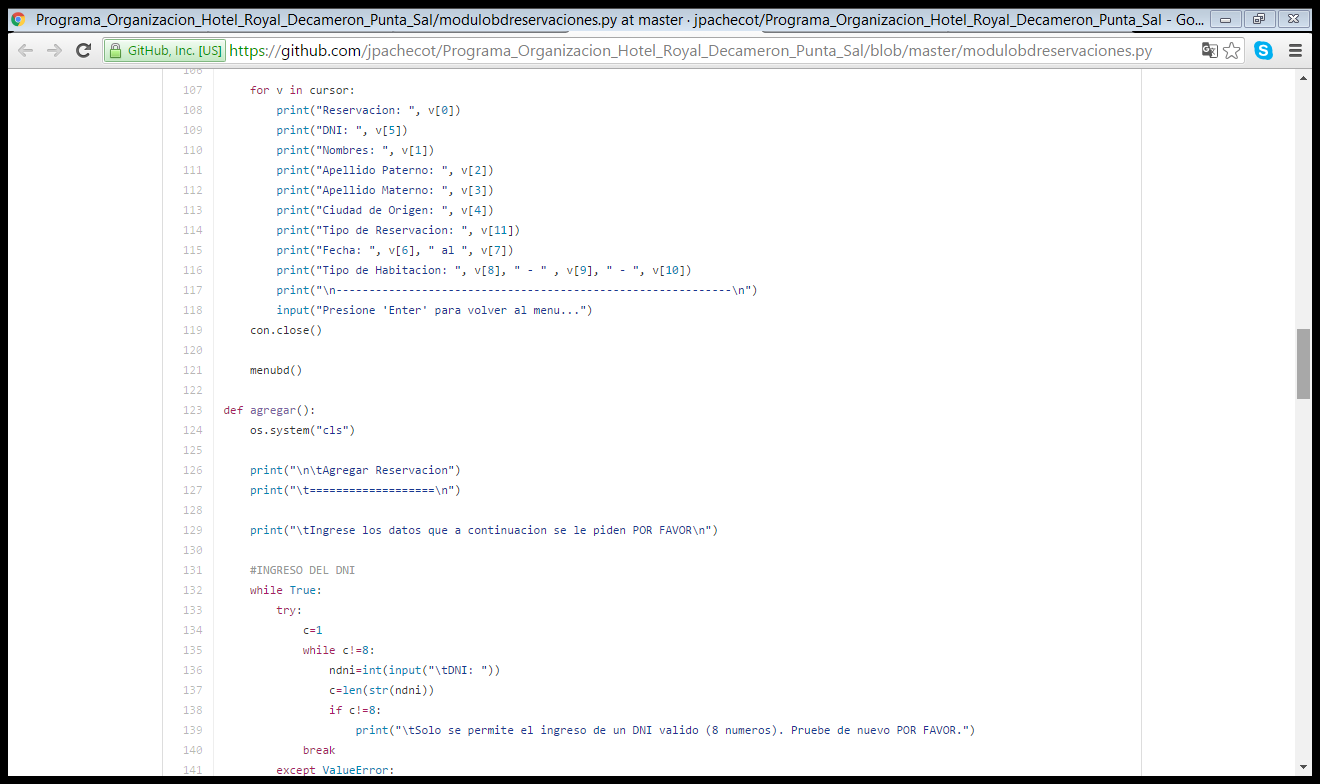 Programa_Organizacion_Hotel_Royal_Decameron_Punta_Sal/modulobdreservaciones.py at master · jpachecot/Programa_Organizacion_Hotel_Royal_Decameron_Punta_Sal - Go...
GitHub, Inc. [US] https://github.com/jpachecot/Programa_Organizacion_Hotel_Royal_Decameron_Punta_Sal/blob/master/modulobdreservaciones.py
106
107 for v in cursor:
108 print("Reservacion: ", v[0])
109 print("DNI: ", v[5])
110 print("Nombres: ", v[1])
111 print("Apellido Paterno: ", v[2])
112 print("Apellido Materno: ", v[3])
113 print("Ciudad de Origen: ", v[4])
114 print("Tipo de Reservacion: ", v[11])
115 print("Fecha: ", v[6], " al ", v[7])
116 print("Tipo de Habitacion: ", v[8], " - " , v[9], " - ", v[10])
117 print("\n------------------------------------------------------------\n")
118 input("Presione 'Enter' para volver al menu...")
119 con.close()
120
121 menubd()
122
123 def agregar():
124 os.system("cls")
125
126 print("\n\tAgregar Reservacion")
127 print("\t===================\n")
128
129 print("\tIngrese los datos que a continuacion se le piden POR FAVOR\n")
130
131 #INGRESO DEL DNI
132 while True:
133 try:
134 c=1
135 while c!=8:
136 ndni=int(input("\tDNI: "))
137 c=len(str(ndni))
138 if c!=8:
139 print("\tSolo se permite el ingreso de un DNI valido (8 numeros). Pruebe de nuevo POR FAVOR.")
140 break
141 except ValueError: